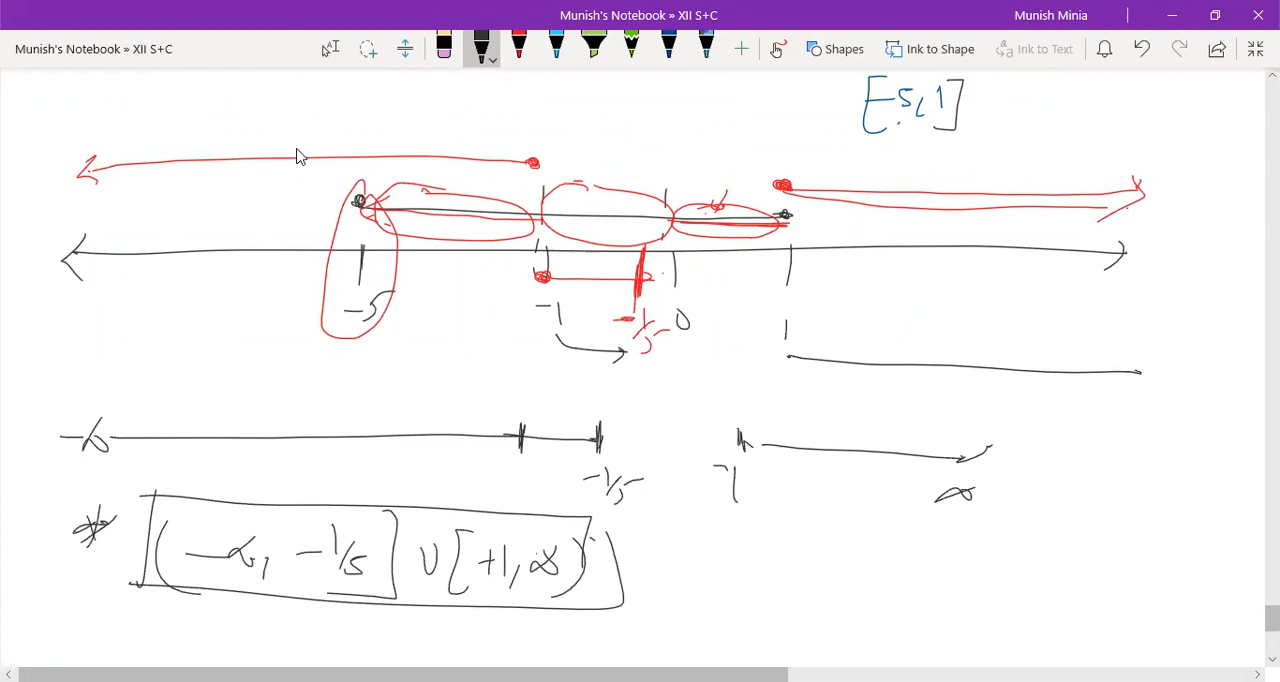 Munish's Notebook » XII S+C
Munish Minia
Munish's Notebook » XII S+C
Shapes
Ink to Shape
Ink to Text
[-5, 1]
-5
-1
-1/5
0
1
-∞
-1/5
∞
(-∞, -1/5] ∪ [+1, ∞)